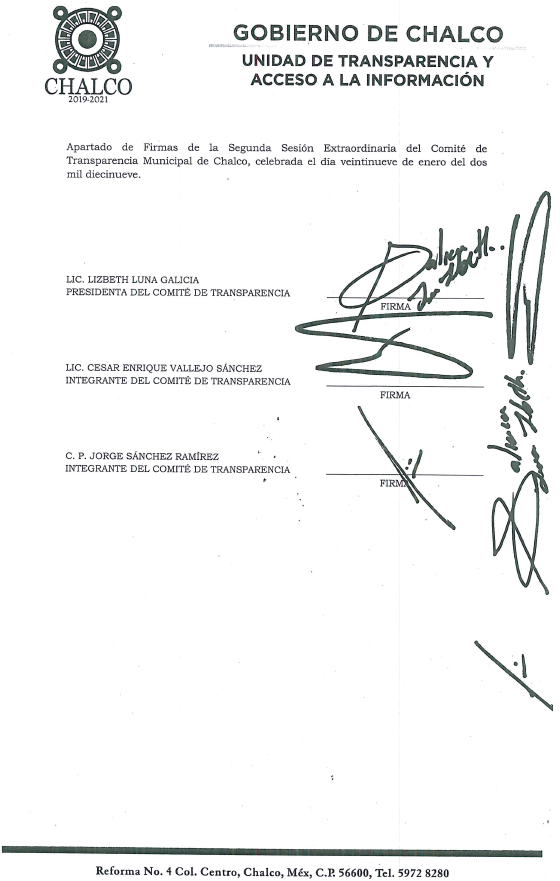 GOBIERNO DE CHALCO
UNIDAD DE TRANSPARENCIA Y
ACCESO A LA INFORMACIÓN
CHALCO
2019-2021
Apartado de Firmas de la Segunda Sesión Extraordinaria del Comité de
Transparencia Municipal de Chalco, celebrada el día veintinueve de enero del dos
mil diecinueve.
LIC. LIZBETH LUNA GALICIA
PRESIDENTA DEL COMITÉ DE TRANSPARENCIA
FIRMA
LIC. CESAR ENRIQUE VALLEJO SÁNCHEZ
INTEGRANTE DEL COMITÉ DE TRANSPARENCIA
FIRMA
C. P. JORGE SÁNCHEZ RAMÍREZ
INTEGRANTE DEL COMITÉ DE TRANSPARENCIA
FIRMA
Reforma No. 4 Col. Centro, Chalco, Méx, C.P. 56600, Tel. 5972 8280